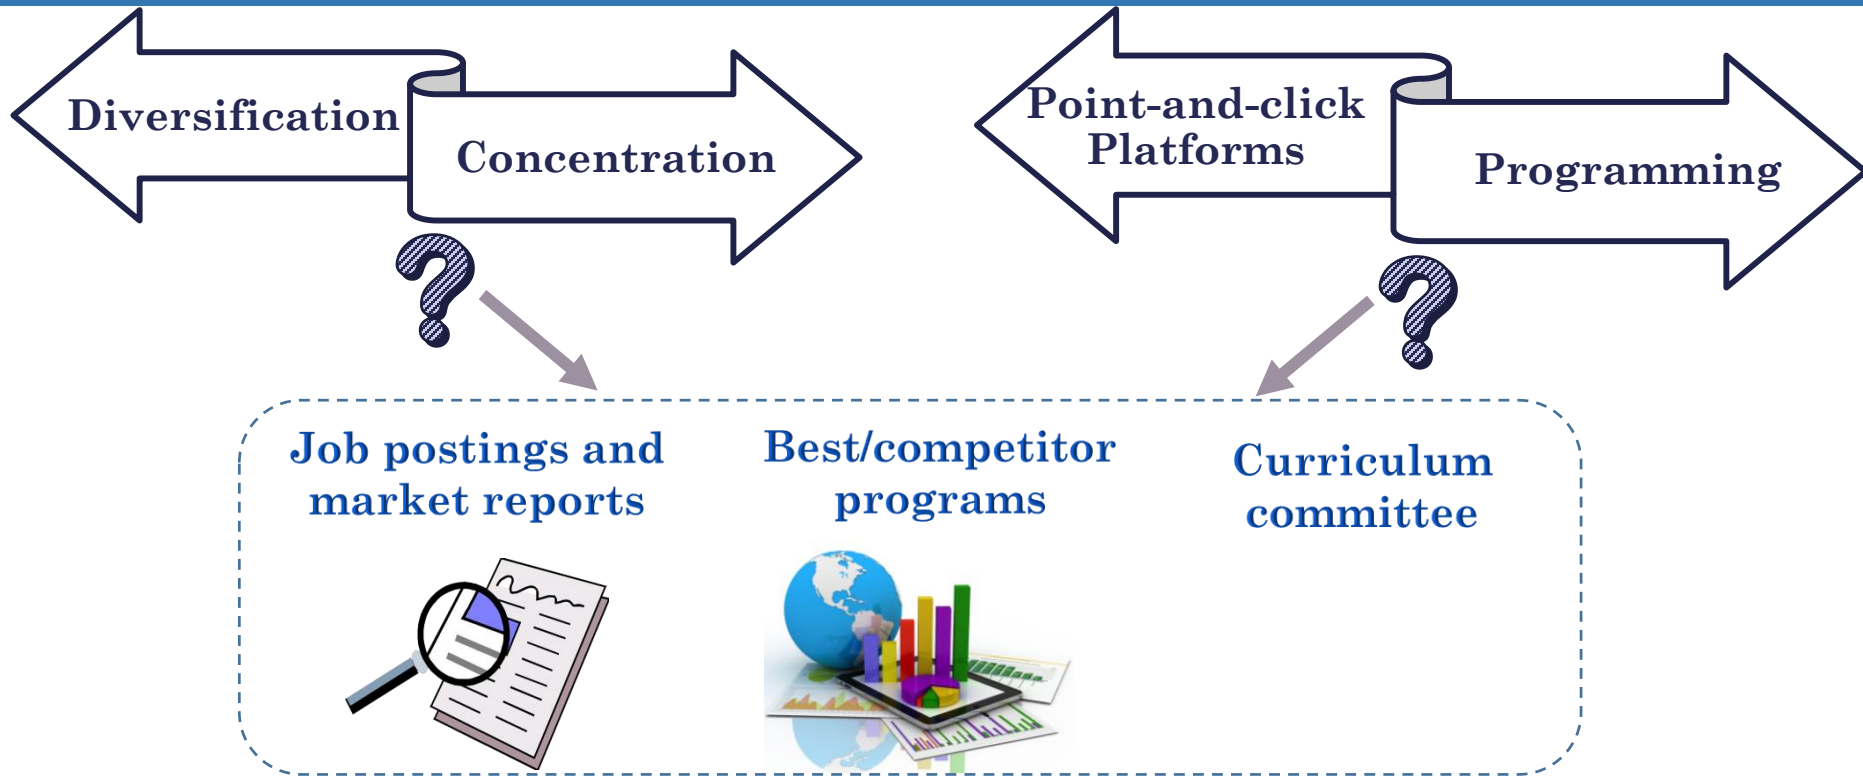 Diversification
Concentration
Point-and-click
Platforms
Programming
Job postings and
market reports
Best/competitor
programs
Curriculum
committee